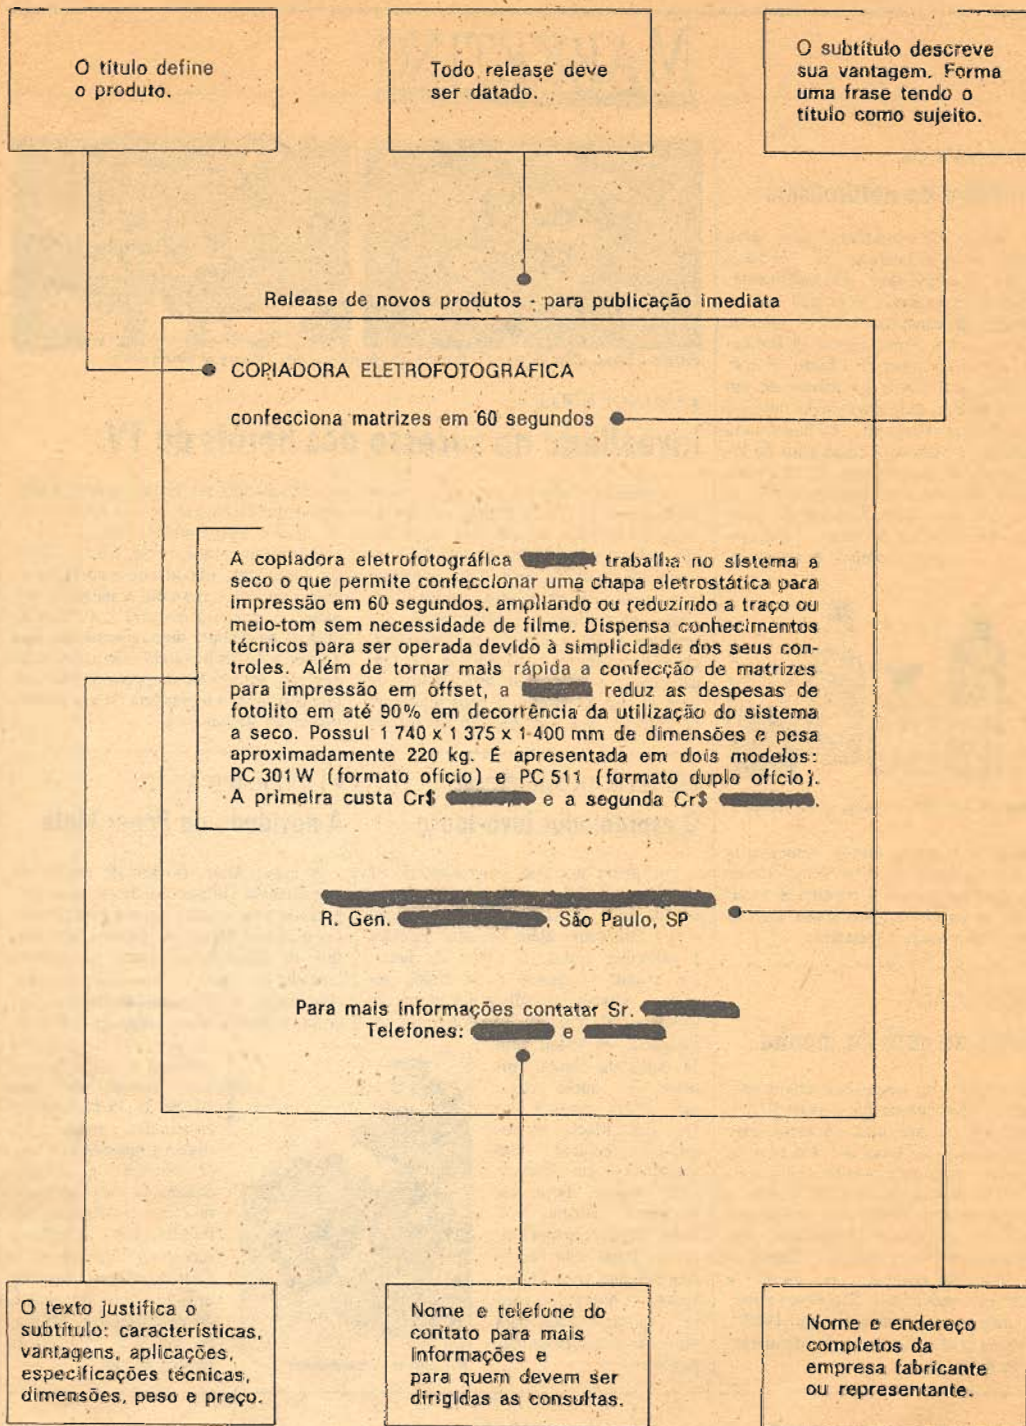 O título define
o produto.
Todo release deve
ser datado.
O subtítulo descreve
sua vantagem. Forma
uma frase tendo o
título como sujeito.
Release de novos produtos - para publicação imediata
COPIADORA ELETROFOTOGRÁFICA
confecciona matrizes em 60 segundos
A copiadora eletrofotográfica trabalha no sistema a
seco o que permite confeccionar uma chapa eletrostática para
impressão em 60 segundos, ampliando ou reduzindo a traço ou
meio-tom sem necessidade de filme. Dispensa conhecimentos
técnicos para ser operada devido à simplicidade dos seus con-
troles. Além de tornar mais rápida a confecção de matrizes
para impressão em offset, a reduz as despesas de
fotolito em até 90% em decorrência da utilização do sistema
a seco. Possui 1 740 x 1 375 x 1 400 mm de dimensões e pesa
aproximadamente 220 kg. É apresentada em dois modelos:
PC 301 W (formato ofício) e PC 511 (formato duplo ofício).
A primeira custa Cr$ e a segunda Cr$ .
R. Gen. , São Paulo, SP
Para mais informações contatar Sr.
Telefones: e
O texto justifica o
subtítulo: características,
vantagens, aplicações,
especificações técnicas,
dimensões, peso e preço.
Nome e telefone do
contato para mais
informações e
para quem devem ser
dirigidas as consultas.
Nome e endereço
completos da
empresa fabricante
ou representante.